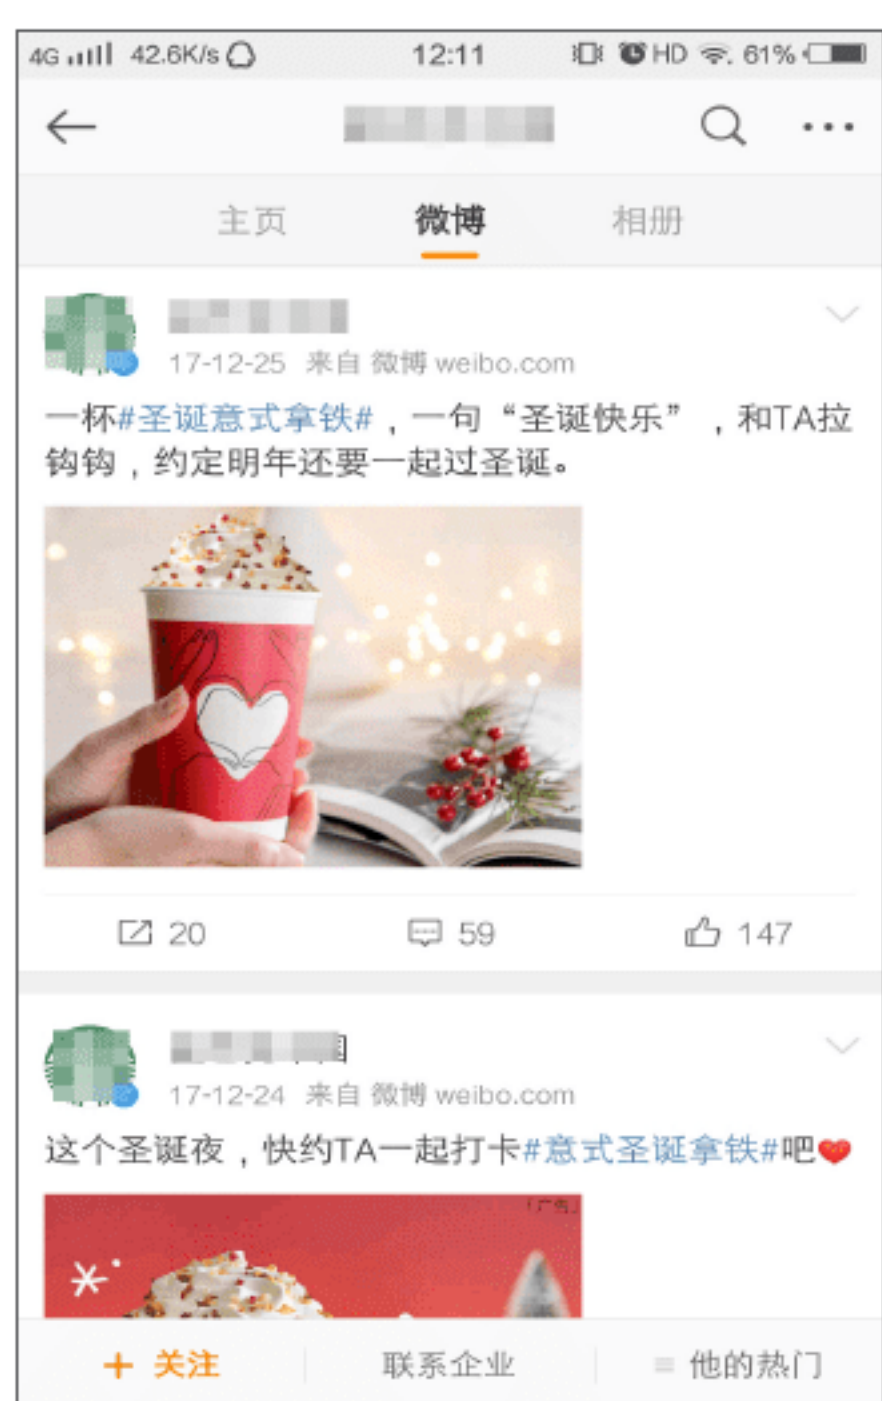 4G 42.6K/s 12:11 HD 61%
主页 微博 相册
17-12-25 来自 微博 weibo.com
一杯#圣诞意式拿铁#，一句“圣诞快乐”，和TA拉
钩钩，约定明年还要一起过圣诞。
20 59 147
17-12-24 来自 微博 weibo.com
这个圣诞夜，快约TA一起打卡#意式圣诞拿铁#吧
「广告」
+ 关注 联系企业 ≡ 他的热门